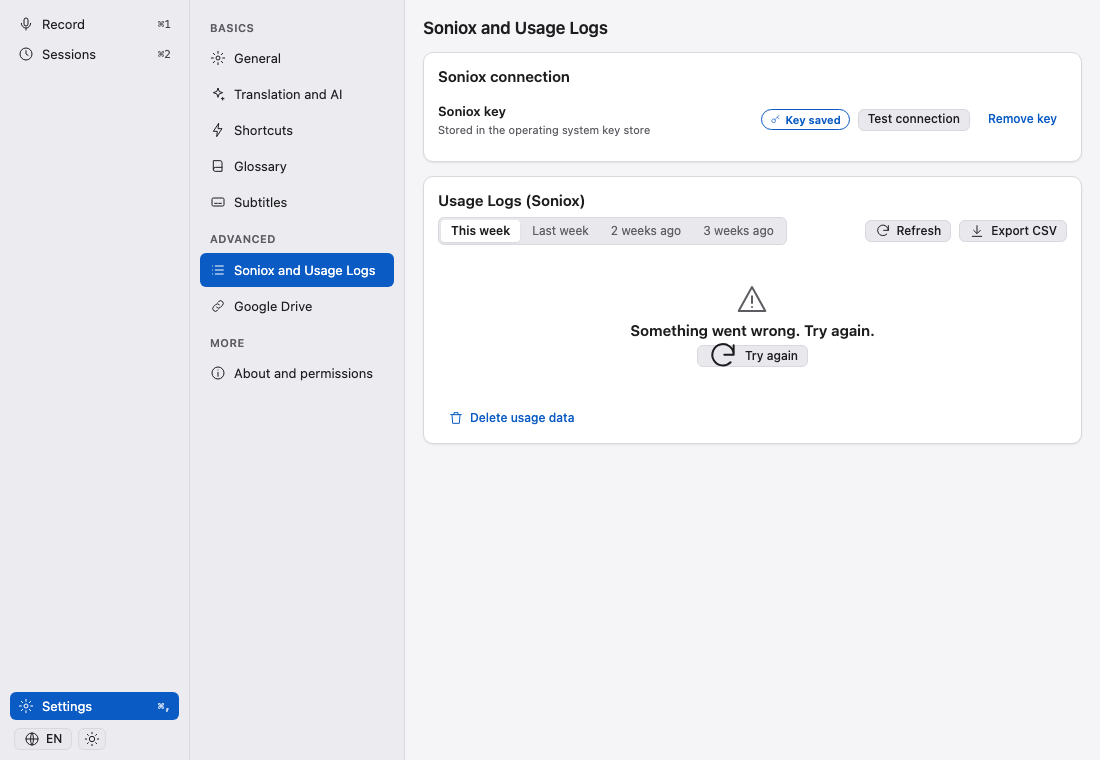 Record ⌘1
Sessions ⌘2
Settings ⌘,
EN
BASICS
General
Translation and AI
Shortcuts
Glossary
Subtitles
ADVANCED
Soniox and Usage Logs
Google Drive
MORE
About and permissions
Soniox and Usage Logs
Soniox connection
Soniox key
Stored in the operating system key store
Key saved Test connection Remove key
Usage Logs (Soniox)
This week Last week 2 weeks ago 3 weeks ago Refresh Export CSV
Something went wrong. Try again.
Try again
Delete usage data